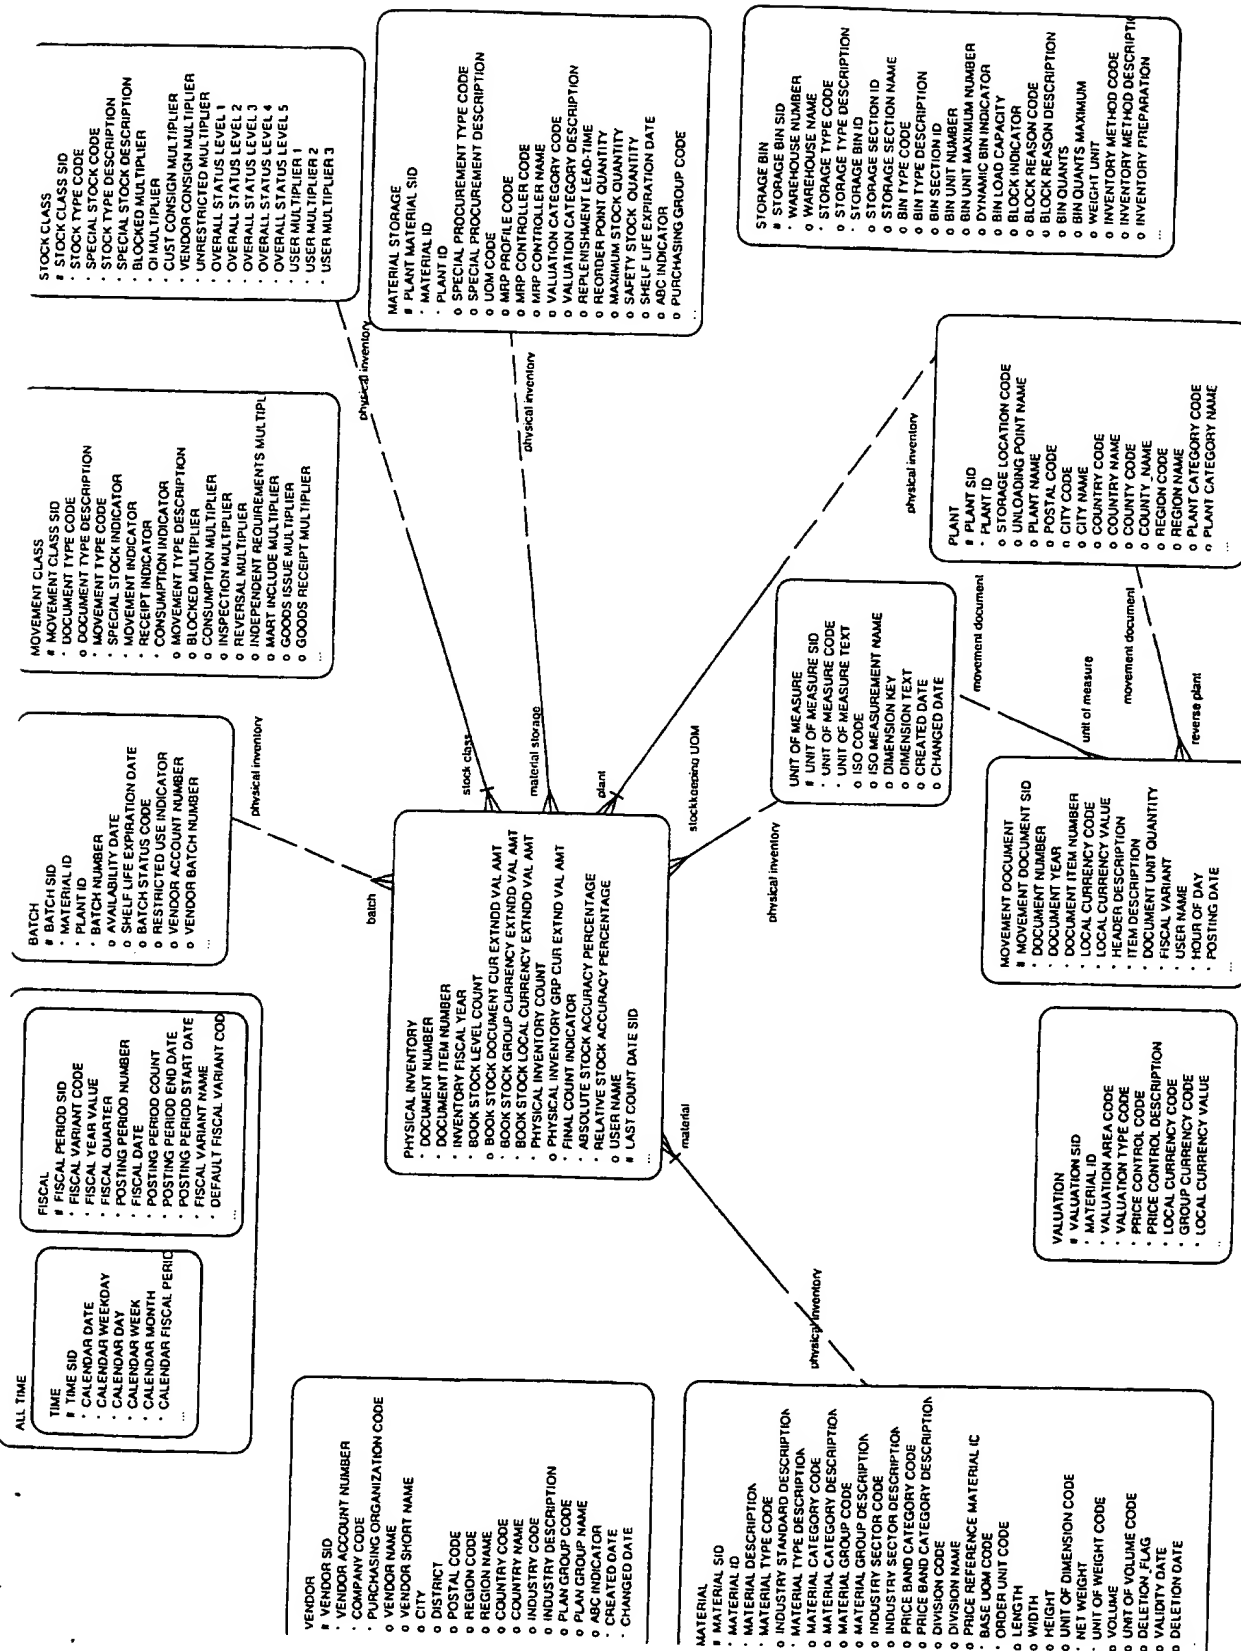 ALL TIME
TIME
# TIME SID
· CALENDAR DATE
· CALENDAR WEEKDAY
· CALENDAR DAY
· CALENDAR WEEK
· CALENDAR MONTH
· CALENDAR FISCAL PERIO
...
FISCAL
# FISCAL PERIOD SID
· FISCAL VARIANT CODE
· FISCAL YEAR VALUE
· FISCAL QUARTER
· POSTING PERIOD NUMBER
· FISCAL DATE
· POSTING PERIOD COUNT
· POSTING PERIOD END DATE
· POSTING PERIOD START DATE
· FISCAL VARIANT NAME
· DEFAULT FISCAL VARIANT COD
...
BATCH
# BATCH SID
· MATERIAL ID
· PLANT ID
· BATCH NUMBER
o AVAILABILITY DATE
o SHELF LIFE EXPIRATION DATE
o BATCH STATUS CODE
o RESTRICTED USE INDICATOR
o VENDOR ACCOUNT NUMBER
o VENDOR BATCH NUMBER
...
MOVEMENT CLASS
# MOVEMENT CLASS SID
· DOCUMENT TYPE CODE
o DOCUMENT TYPE DESCRIPTION
· MOVEMENT TYPE CODE
· SPECIAL STOCK INDICATOR
· MOVEMENT INDICATOR
· RECEIPT INDICATOR
· CONSUMPTION INDICATOR
o MOVEMENT TYPE DESCRIPTION
o BLOCKED MULTIPLIER
o CONSUMPTION MULTIPLIER
o INSPECTION MULTIPLIER
o REVERSAL MULTIPLIER
o INDEPENDENT REQUIREMENTS MULTIPL
o MART INCLUDE MULTIPLIER
o GOODS ISSUE MULTIPLIER
o GOODS RECEIPT MULTIPLIER
...
STOCK CLASS
# STOCK CLASS SID
· STOCK TYPE CODE
· SPECIAL STOCK CODE
· STOCK TYPE DESCRIPTION
· SPECIAL STOCK DESCRIPTION
· BLOCKED MULTIPLIER
· QI MULTIPLIER
· CUST CONSIGN MULTIPLIER
· VENDOR CONSIGN MULTIPLIER
· UNRESTRICTED MULTIPLIER
· OVERALL STATUS LEVEL 1
· OVERALL STATUS LEVEL 2
· OVERALL STATUS LEVEL 3
· OVERALL STATUS LEVEL 4
· OVERALL STATUS LEVEL 5
· USER MULTIPLIER 1
· USER MULTIPLIER 2
· USER MULTIPLIER 3
physical inventory
physical inventory
VENDOR
# VENDOR SID
· VENDOR ACCOUNT NUMBER
· COMPANY CODE
· PURCHASING ORGANIZATION CODE
o VENDOR NAME
o VENDOR SHORT NAME
o CITY
o DISTRICT
o POSTAL CODE
o REGION CODE
o REGION NAME
o COUNTRY CODE
o COUNTRY NAME
o INDUSTRY CODE
o INDUSTRY DESCRIPTION
o PLAN GROUP CODE
o PLAN GROUP NAME
o ABC INDICATOR
· CREATED DATE
· CHANGED DATE
batch
stock class
PHYSICAL INVENTORY
· DOCUMENT NUMBER
· DOCUMENT ITEM NUMBER
· INVENTORY FISCAL YEAR
· BOOK STOCK LEVEL COUNT
o BOOK STOCK DOCUMENT CUR EXTNDD VAL AMT
· BOOK STOCK GROUP CURRENCY EXTNDD VAL AMT
· BOOK STOCK LOCAL CURRENCY EXTNDD VAL AMT
· PHYSICAL INVENTORY COUNT
o PHYSICAL INVENTORY GRP CUR EXTND VAL AMT
· FINAL COUNT INDICATOR
· ABSOLUTE STOCK ACCURACY PERCENTAGE
· RELATIVE STOCK ACCURACY PERCENTAGE
o USER NAME
# LAST COUNT DATE SID
MATERIAL STORAGE
# PLANT MATERIAL SID
· MATERIAL ID
· PLANT ID
o SPECIAL PROCUREMENT TYPE CODE
o SPECIAL PROCUREMENT DESCRIPTION
o UOM CODE
o MRP PROFILE CODE
o MRP CONTROLLER CODE
o MRP CONTROLLER NAME
o VALUATION CATEGORY CODE
o VALUATION CATEGORY DESCRIPTION
o REPLENISHMENT LEAD-TIME
o REORDER POINT QUANTITY
o MAXIMUM STOCK QUANTITY
o SAFETY STOCK QUANTITY
o SHELF LIFE EXPIRATION DATE
o ABC INDICATOR
o PURCHASING GROUP CODE
...
physical inventory
material storage
plant
stockkeeping UOM
material
physical inventory
physical inventory
physical inventory
MATERIAL
# MATERIAL SID
· MATERIAL ID
· MATERIAL DESCRIPTION
· MATERIAL TYPE CODE
o INDUSTRY STANDARD DESCRIPTION
· MATERIAL TYPE DESCRIPTION
o MATERIAL CATEGORY CODE
o MATERIAL CATEGORY DESCRIPTION
o MATERIAL GROUP CODE
o MATERIAL GROUP DESCRIPTION
o INDUSTRY SECTOR CODE
o INDUSTRY SECTOR DESCRIPTION
o PRICE BAND CATEGORY CODE
o PRICE BAND CATEGORY DESCRIPTION
o DIVISION CODE
o DIVISION NAME
o PRICE REFERENCE MATERIAL IC
· BASE UOM CODE
· ORDER UNIT CODE
o LENGTH
o WIDTH
o HEIGHT
o UNIT OF DIMENSION CODE
· NET WEIGHT
· UNIT OF WEIGHT CODE
o VOLUME
o UNIT OF VOLUME CODE
o DELETION_FLAG
o VALIDITY DATE
o DELETION DATE
UNIT OF MEASURE
# UNIT OF MEASURE SID
· UNIT OF MEASURE CODE
· UNIT OF MEASURE TEXT
o ISO CODE
o ISO MEASUREMENT NAME
o DIMENSION KEY
o DIMENSION TEXT
o CREATED DATE
o CHANGED DATE
STORAGE BIN
# STORAGE BIN SID
· WAREHOUSE NUMBER
o WAREHOUSE NAME
· STORAGE TYPE CODE
o STORAGE TYPE DESCRIPTION
· STORAGE BIN ID
o STORAGE SECTION ID
o STORAGE SECTION NAME
o BIN TYPE CODE
o BIN TYPE DESCRIPTION
o BIN SECTION ID
o BIN UNIT NUMBER
o BIN UNIT MAXIMUM NUMBER
o DYNAMIC BIN INDICATOR
o BIN LOAD CAPACITY
o BLOCK INDICATOR
o BLOCK REASON CODE
o BLOCK REASON DESCRIPTION
o BIN QUANTS
o BIN QUANTS MAXIMUM
o WEIGHT UNIT
o INVENTORY METHOD CODE
o INVENTORY METHOD DESCRIPTIO
o INVENTORY PREPARATION
...
movement document
unit of measure
movement document
reverse plant
PLANT
# PLANT SID
· PLANT ID
o STORAGE LOCATION CODE
o UNLOADING POINT NAME
o PLANT NAME
o POSTAL CODE
o CITY CODE
o CITY NAME
o COUNTRY CODE
o COUNTRY NAME
o COUNTY CODE
o COUNTY_NAME
o REGION CODE
o REGION NAME
o PLANT CATEGORY CODE
o PLANT CATEGORY NAME
...
VALUATION
# VALUATION SID
· MATERIAL ID
· VALUATION AREA CODE
· VALUATION TYPE CODE
· PRICE CONTROL CODE
· PRICE CONTROL DESCRIPTION
· LOCAL CURRENCY CODE
· GROUP CURRENCY CODE
· LOCAL CURRENCY VALUE
...
MOVEMENT DOCUMENT
# MOVEMENT DOCUMENT SID
· DOCUMENT NUMBER
· DOCUMENT YEAR
· DOCUMENT ITEM NUMBER
· LOCAL CURRENCY CODE
· LOCAL CURRENCY VALUE
· HEADER DESCRIPTION
· ITEM DESCRIPTION
· DOCUMENT UNIT QUANTITY
· FISCAL VARIANT
· USER NAME
· HOUR OF DAY
· POSTING DATE
...